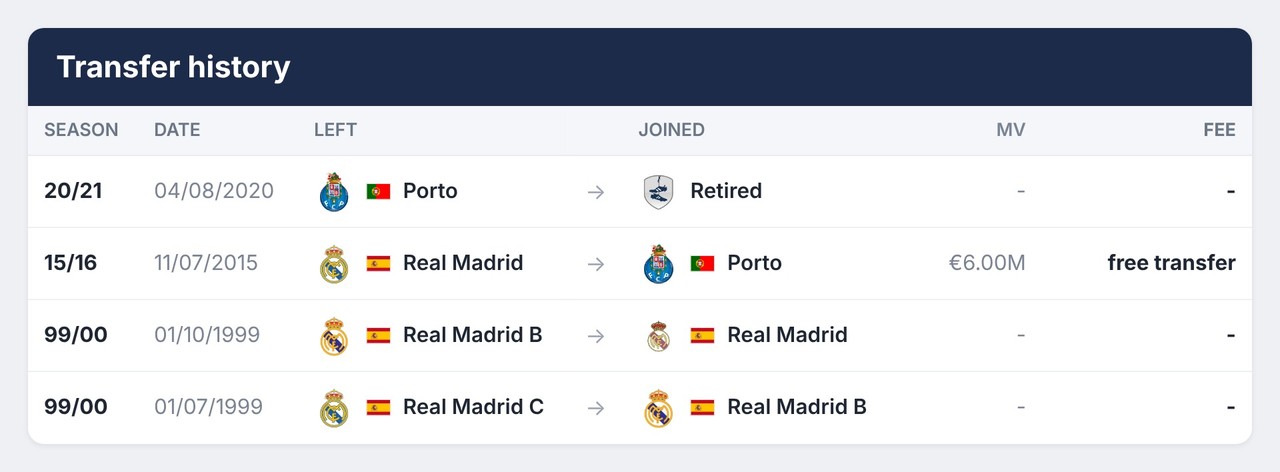 Transfer history
SEASON DATE LEFT JOINED MV FEE
20/21 04/08/2020 Porto → Retired - -
15/16 11/07/2015 Real Madrid → Porto €6.00M free transfer
99/00 01/10/1999 Real Madrid B → Real Madrid - -
99/00 01/07/1999 Real Madrid C → Real Madrid B - -